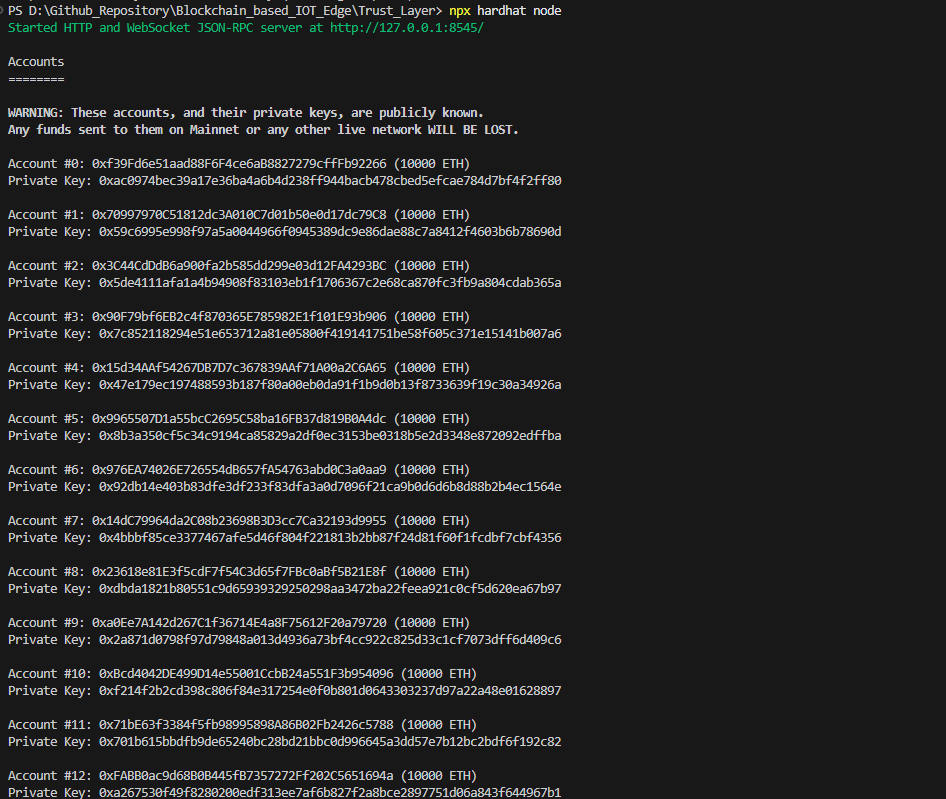 PS D:\Github_Repository\Blockchain_based_IOT_Edge\Trust_Layer> npx hardhat node
Started HTTP and WebSocket JSON-RPC server at http://127.0.0.1:8545/
Accounts
========
WARNING: These accounts, and their private keys, are publicly known.
Any funds sent to them on Mainnet or any other live network WILL BE LOST.
Account #0: 0xf39Fd6e51aad88F6F4ce6aB8827279cffFb92266 (10000 ETH)
Private Key: 0xac0974bec39a17e36ba4a6b4d238ff944bacb478cbed5efcae784d7bf4f2ff80
Account #1: 0x70997970C51812dc3A010C7d01b50e0d17dc79C8 (10000 ETH)
Private Key: 0x59c6995e998f97a5a0044966f0945389dc9e86dae88c7a8412f4603b6b78690d
Account #2: 0x3C44CdDdB6a900fa2b585dd299e03d12FA4293BC (10000 ETH)
Private Key: 0x5de4111afa1a4b94908f83103eb1f1706367c2e68ca870fc3fb9a804cdab365a
Account #3: 0x90F79bf6EB2c4f870365E785982E1f101E93b906 (10000 ETH)
Private Key: 0x7c852118294e51e653712a81e05800f419141751be58f605c371e15141b007a6
Account #4: 0x15d34AAf54267DB7D7c367839AAf71A00a2C6A65 (10000 ETH)
Private Key: 0x47e179ec197488593b187f80a00eb0da91f1b9d0b13f8733639f19c30a34926a
Account #5: 0x9965507D1a55bcC2695C58ba16FB37d819B0A4dc (10000 ETH)
Private Key: 0x8b3a350cf5c34c9194ca85829a2df0ec3153be0318b5e2d3348e872092edffba
Account #6: 0x976EA74026E726554dB657fA54763abd0C3a0aa9 (10000 ETH)
Private Key: 0x92db14e403b83dfe3df233f83dfa3a0d7096f21ca9b0d6d6b8d88b2b4ec1564e
Account #7: 0x14dC79964da2C08b23698B3D3cc7Ca32193d9955 (10000 ETH)
Private Key: 0x4bbbf85ce3377467afe5d46f804f221813b2bb87f24d81f60f1fcdbf7cbf4356
Account #8: 0x23618e81E3f5cdF7f54C3d65f7FBc0aBf5B21E8f (10000 ETH)
Private Key: 0xdbda1821b80551c9d65939329250298aa3472ba22feea921c0cf5d620ea67b97
Account #9: 0xa0Ee7A142d267C1f36714E4a8F75612F20a79720 (10000 ETH)
Private Key: 0x2a871d0798f97d79848a013d4936a73bf4cc922c825d33c1cf7073dff6d409c6
Account #10: 0xBcd4042DE499D14e55001CcbB24a551F3b954096 (10000 ETH)
Private Key: 0xf214f2b2cd398c806f84e317254e0f0b801d0643303237d97a22a48e01628897
Account #11: 0x71bE63f3384f5fb98995898A86B02Fb2426c5788 (10000 ETH)
Private Key: 0x701b615bbdfb9de65240bc28bd21bbc0d996645a3dd57e7b12bc2bdf6f192c82
Account #12: 0xFABB0ac9d68B0B445fB7357272Ff202C5651694a (10000 ETH)
Private Key: 0xa267530f49f8280200edf313ee7af6b827f2a8bce2897751d06a843f644967b1